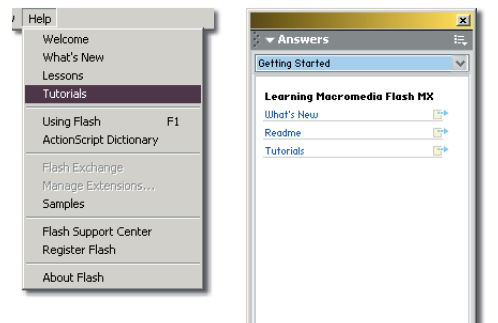 Help
Welcome
What's New
Lessons
Tutorials
Using Flash F1
ActionScript Dictionary
Flash Exchange
Manage Extensions...
Samples
Flash Support Center
Register Flash
About Flash
Answers
Getting Started
Learning Macromedia Flash MX
What's New
Readme
Tutorials